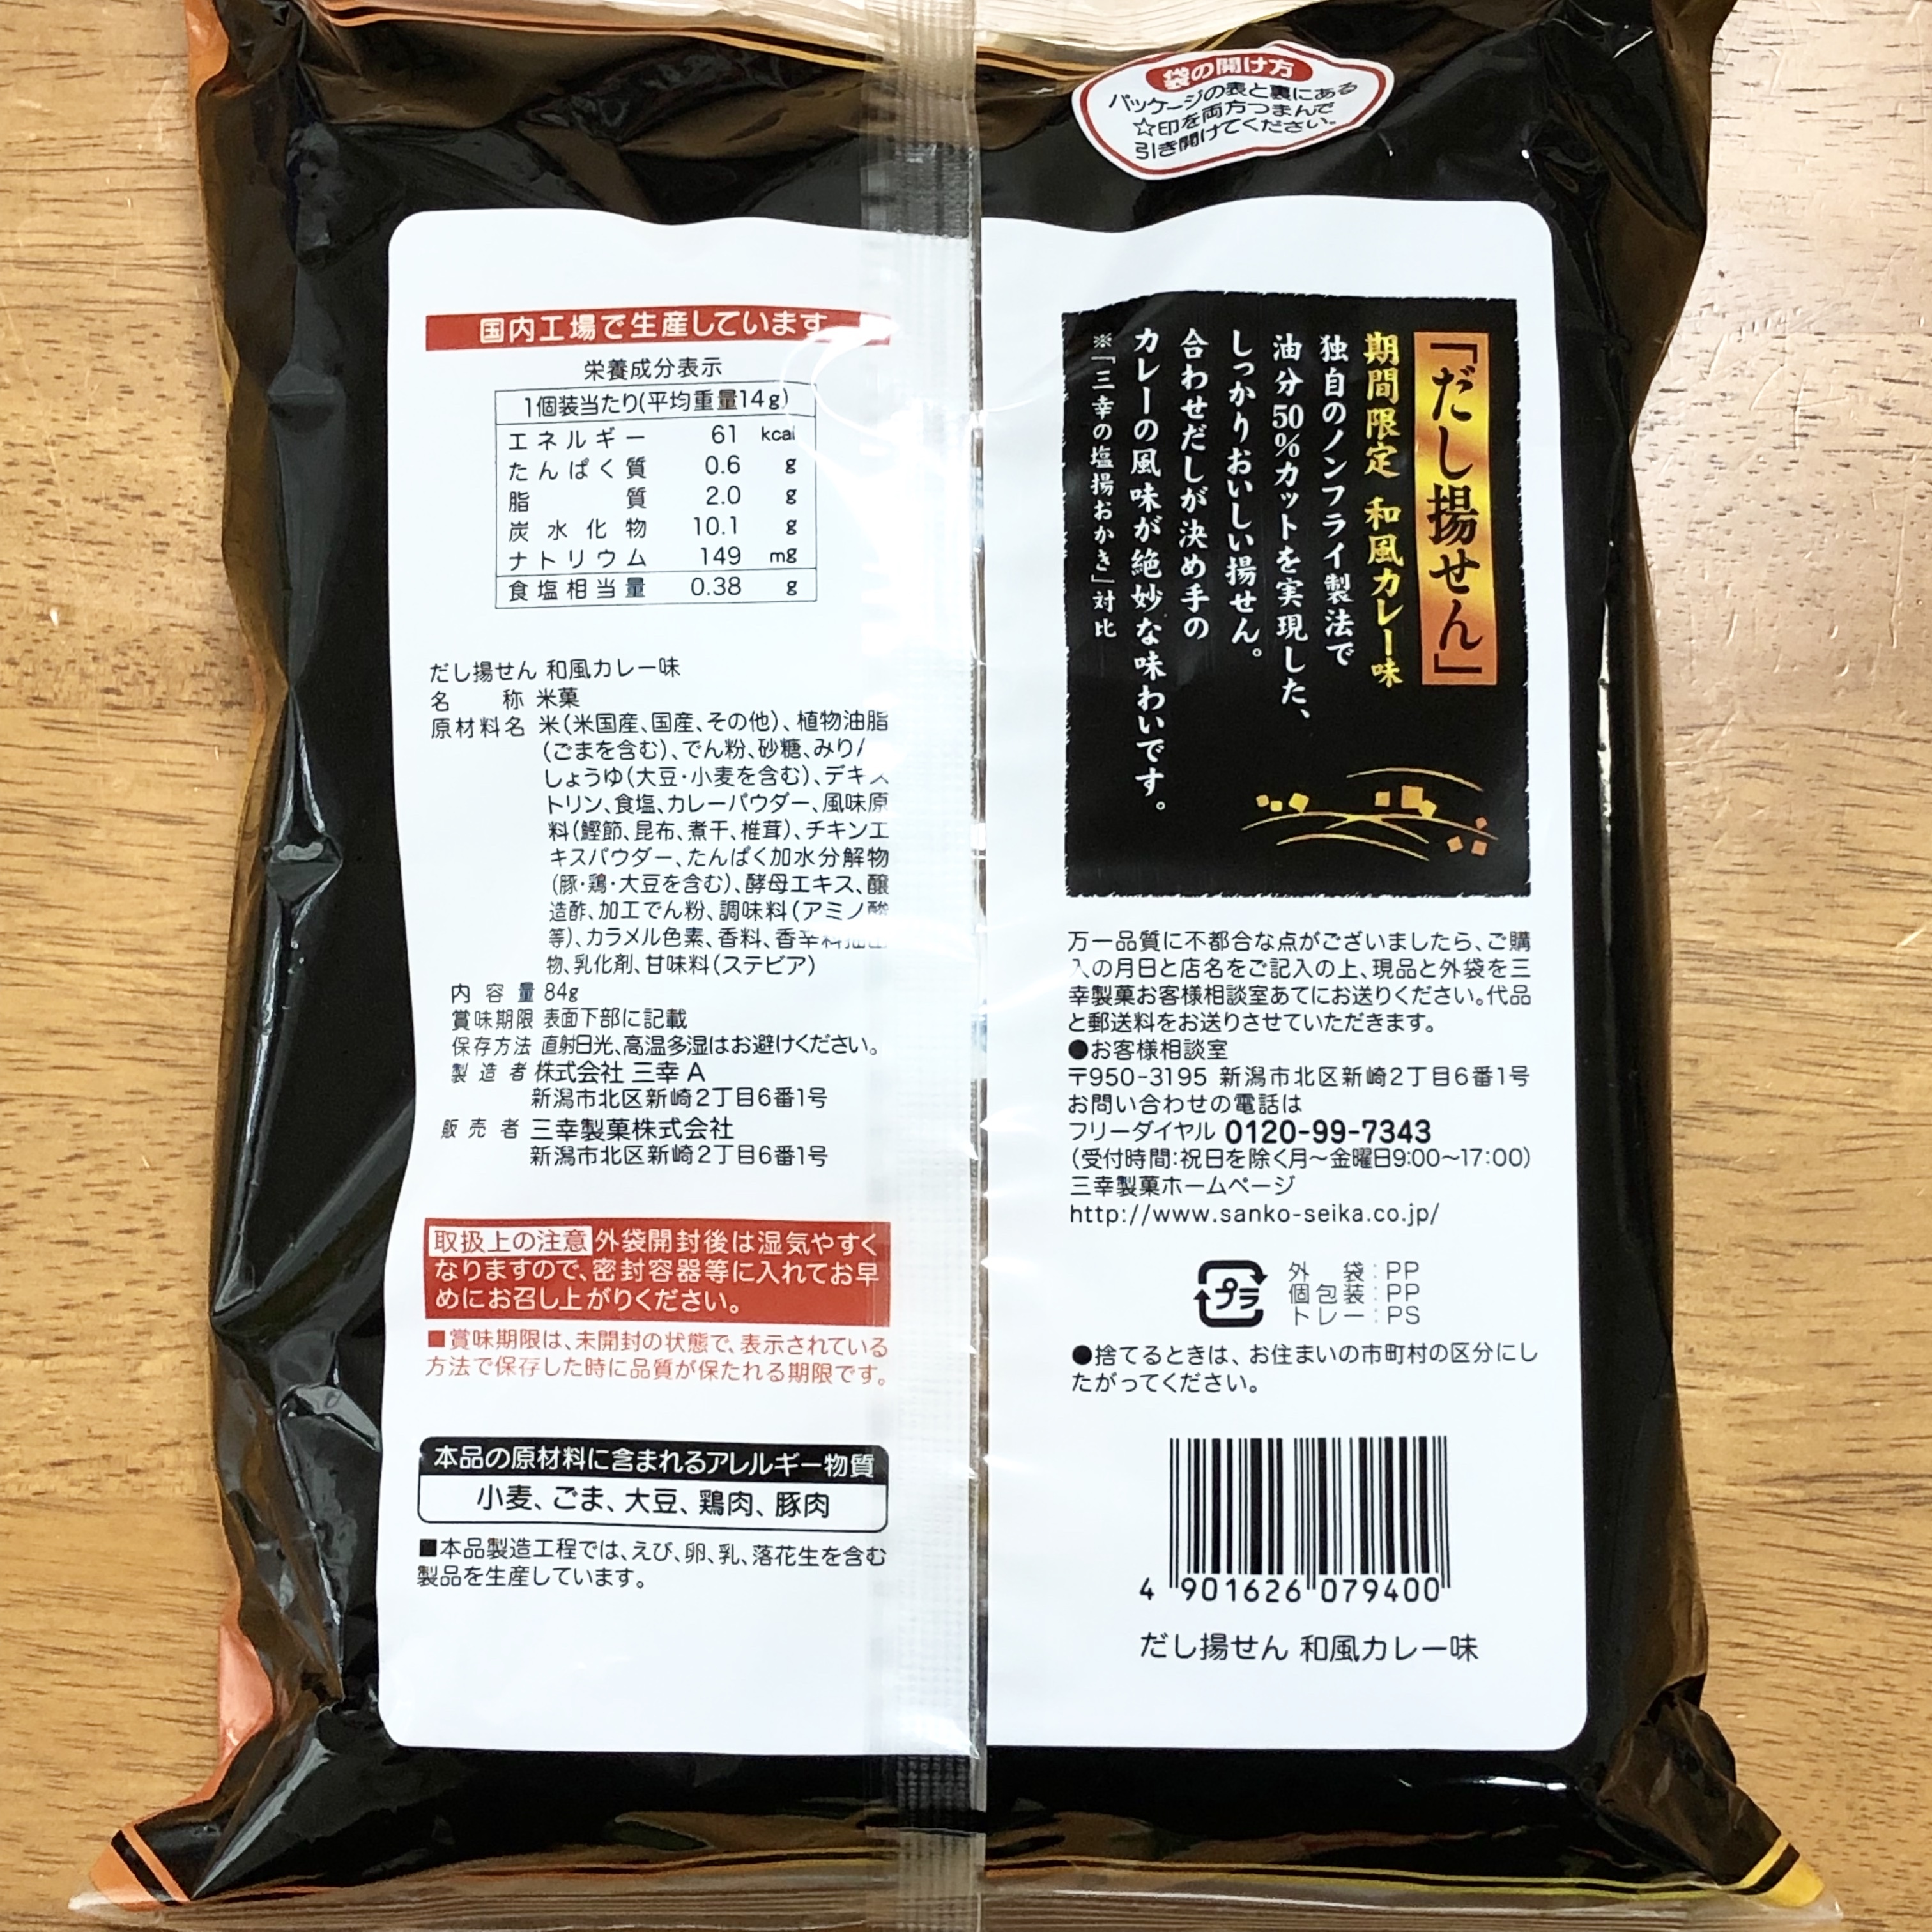 袋の開け方
パッケージの表と裏にある
☆印を両方つまんで
引き開けてください。
国内工場で生産しています
栄養成分表示
1個装当たり(平均重量14g)
エネルギー 61 kcal
たんぱく質 0.6 g
脂質 2.0 g
炭水化物 10.1 g
ナトリウム 149 mg
食塩相当量 0.38 g
だし揚せん 和風カレー味
名称 米菓
原材料名 米(米国産、国産、その他)、植物油脂
(ごまを含む)、でん粉、砂糖、みりん
しょうゆ(大豆・小麦を含む)、デキス
トリン、食塩、カレーパウダー、風味原
料(鰹節、昆布、煮干、椎茸)、チキンエ
キスパウダー、たんぱく加水分解物
(豚・鶏・大豆を含む)、酵母エキス、醸
造酢、加工でん粉、調味料(アミノ酸
等)、カラメル色素、香料、香辛料抽出
物、乳化剤、甘味料(ステビア)
内容量 84g
賞味期限 表面下部に記載
保存方法 直射日光、高温多湿はお避けください。
製造者 株式会社 三幸 A
新潟市北区新崎2丁目6番1号
販売者 三幸製菓株式会社
新潟市北区新崎2丁目6番1号
取扱上の注意 外袋開封後は湿気やすく
なりますので、密封容器等に入れてお早
めにお召し上がりください。
■賞味期限は、未開封の状態で、表示されている
方法で保存した時に品質が保たれる期限です。
本品の原材料に含まれるアレルギー物質
小麦、ごま、大豆、鶏肉、豚肉
■本品製造工程では、えび、卵、乳、落花生を含む
製品を生産しています。
「だし揚せん」
期間限定 和風カレー味
独自のノンフライ製法で
油分50%カットを実現した、
しっかりおいしい揚せん。
合わせだしが決め手の
カレーの風味が絶妙な味わいです。
※「三幸の塩揚おかき」対比
万一品質に不都合な点がございましたら、ご購
入の月日と店名をご記入の上、現品と外袋を三
幸製菓お客様相談室あてにお送りください。代品
と郵送料をお送りさせていただきます。
●お客様相談室
〒950-3195 新潟市北区新崎2丁目6番1号
お問い合わせの電話は
フリーダイヤル 0120-99-7343
(受付時間:祝日を除く月～金曜日9:00～17:00)
三幸製菓ホームページ
http://www.sanko-seika.co.jp/
プラ
外袋:PP
個包装:PP
トレー:PS
●捨てるときは、お住まいの市町村の区分にし
たがってください。
4 901626 079400
だし揚せん 和風カレー味